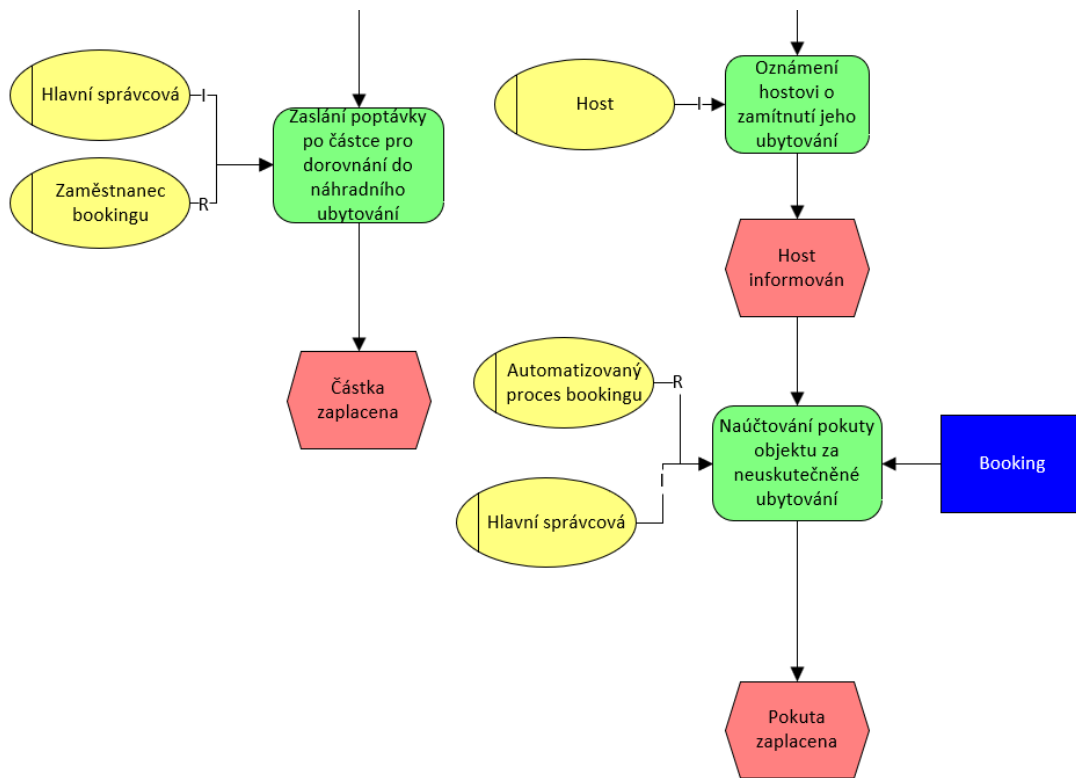 Hlavní správcová
I
Zaměstnanec
bookingu
R
Zaslání poptávky
po částce pro
dorovnání do
náhradního
ubytování
Částka
zaplacena
Host
I
Oznámení
hostovi o
zamítnutí jeho
ubytování
Host
informován
Automatizovaný
proces bookingu
R
Hlavní správcová
I
Naúčtování pokuty
objektu za
neuskutečněné
ubytování
Booking
Pokuta
zaplacena